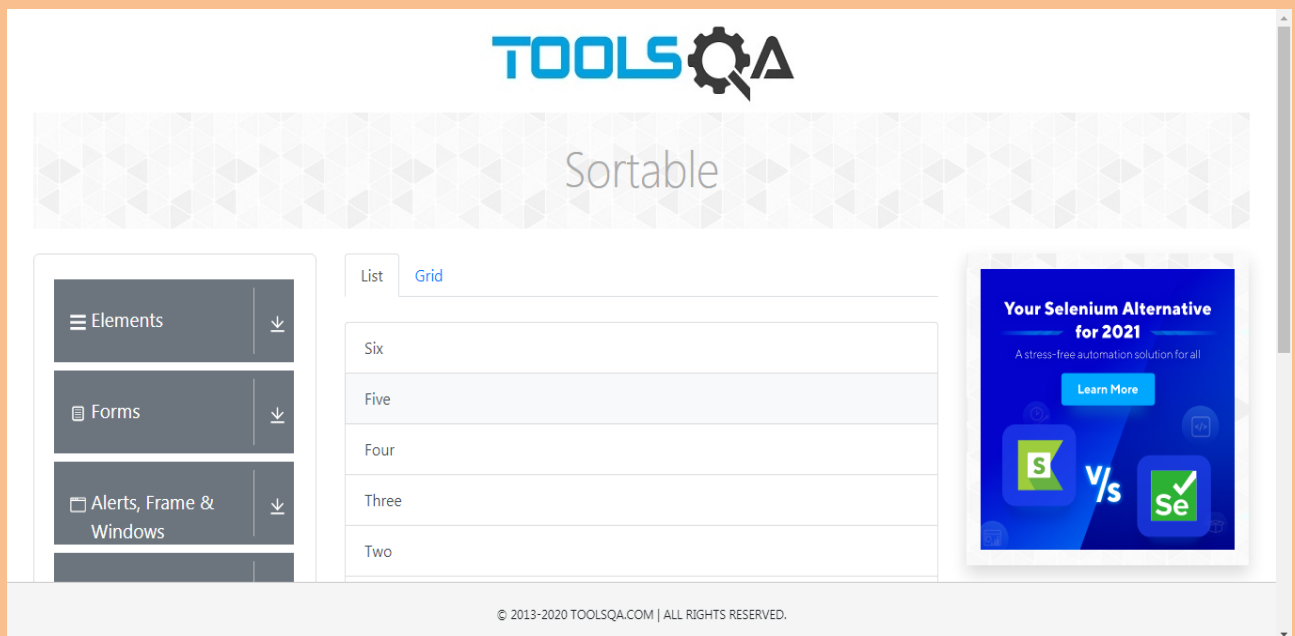 TOOLSQA
Sortable
Elements
Forms
Alerts, Frame &
Windows
List Grid
Six
Five
Four
Three
Two
Your Selenium Alternative
for 2021
A stress-free automation solution for all
Learn More
S
V/s
Se
</>
© 2013-2020 TOOLSQA.COM | ALL RIGHTS RESERVED.